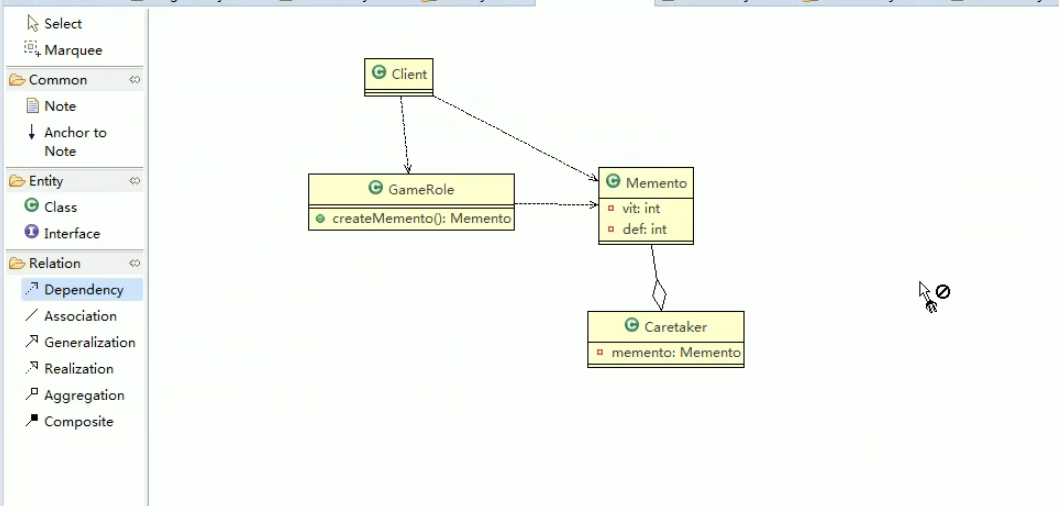 Select
Marquee
Common
Note
Anchor to
Note
Entity
Class
Interface
Relation
Dependency
Association
Generalization
Realization
Aggregation
Composite
Client
GameRole
createMemento(): Memento
Memento
vit: int
def: int
Caretaker
memento: Memento